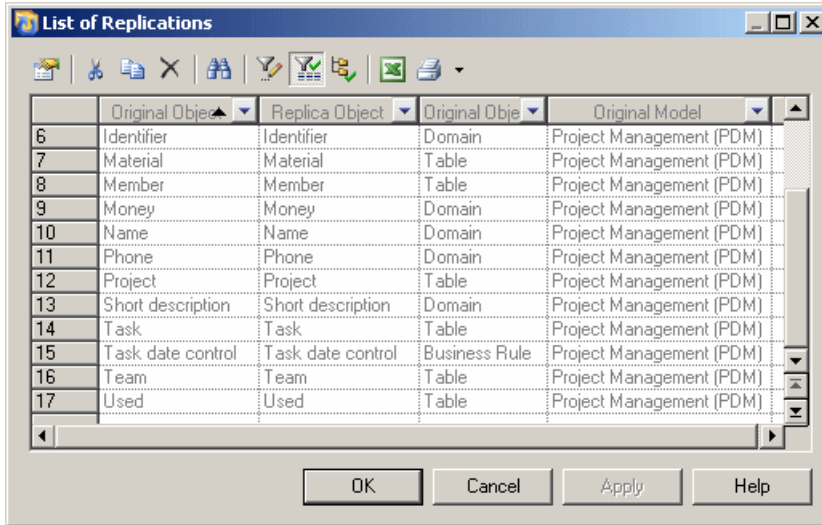 List of Replications
Original Object Replica Object Original Obje Original Model
6 Identifier Identifier Domain Project Management (PDM)
7 Material Material Table Project Management (PDM)
8 Member Member Table Project Management (PDM)
9 Money Money Domain Project Management (PDM)
10 Name Name Domain Project Management (PDM)
11 Phone Phone Domain Project Management (PDM)
12 Project Project Table Project Management (PDM)
13 Short description Short description Domain Project Management (PDM)
14 Task Task Table Project Management (PDM)
15 Task date control Task date control Business Rule Project Management (PDM)
16 Team Team Table Project Management (PDM)
17 Used Used Table Project Management (PDM)
OK Cancel Apply Help